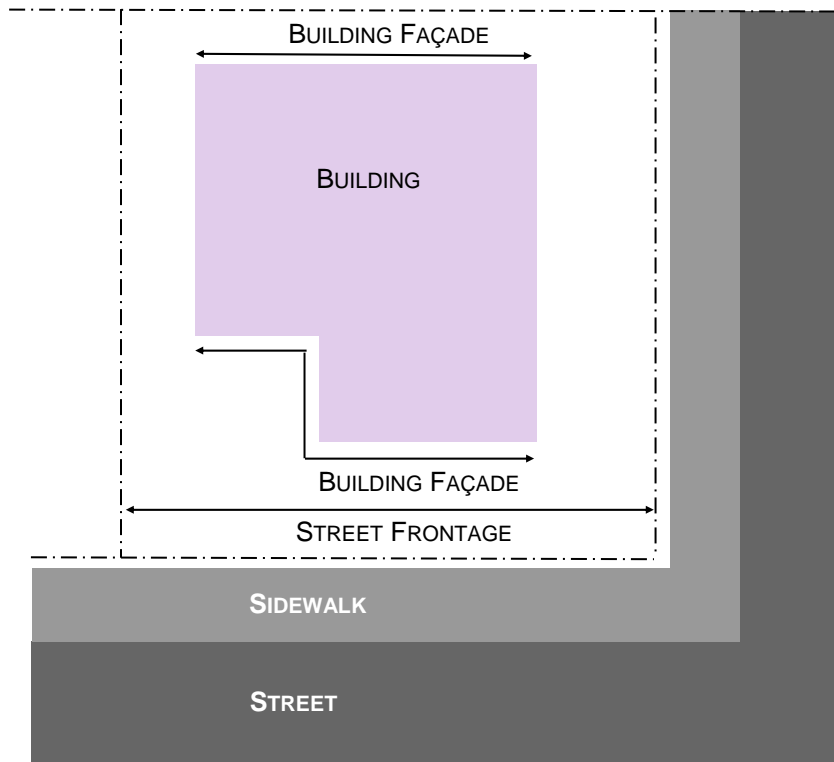 BUILDING FAÇADE
BUILDING
BUILDING FAÇADE
STREET FRONTAGE
SIDEWALK
STREET